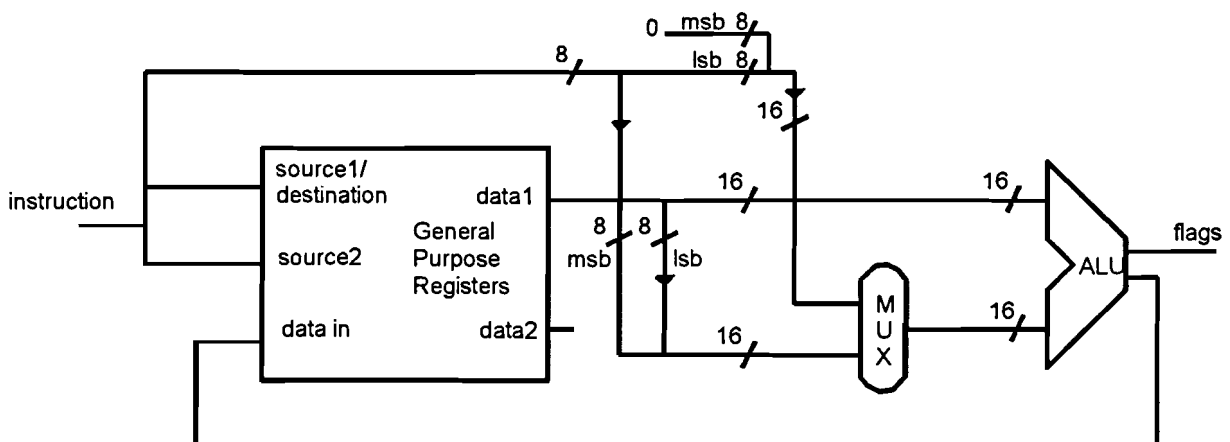 0 msb 8
8 lsb 8
16
source1/
destination
instruction
data1
16
16
General
Purpose
Registers
8 8
msb lsb
flags
source2
ALU
MUX
data in
data2
16
16